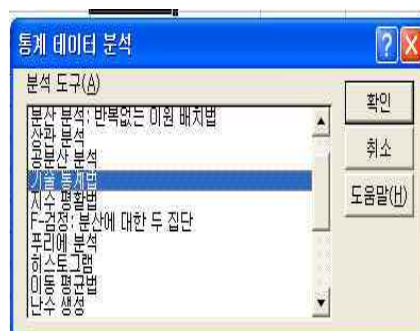 통계 데이터 분석
분석 도구(A)
확인
분산 분석: 반복없는 이원 배치법
상관 분석
취소
공분산 분석
기술 통계법
도움말(H)
지수 평활법
F-검정: 분산에 대한 두 집단
푸리에 분석
히스토그램
이동 평균법
난수 생성